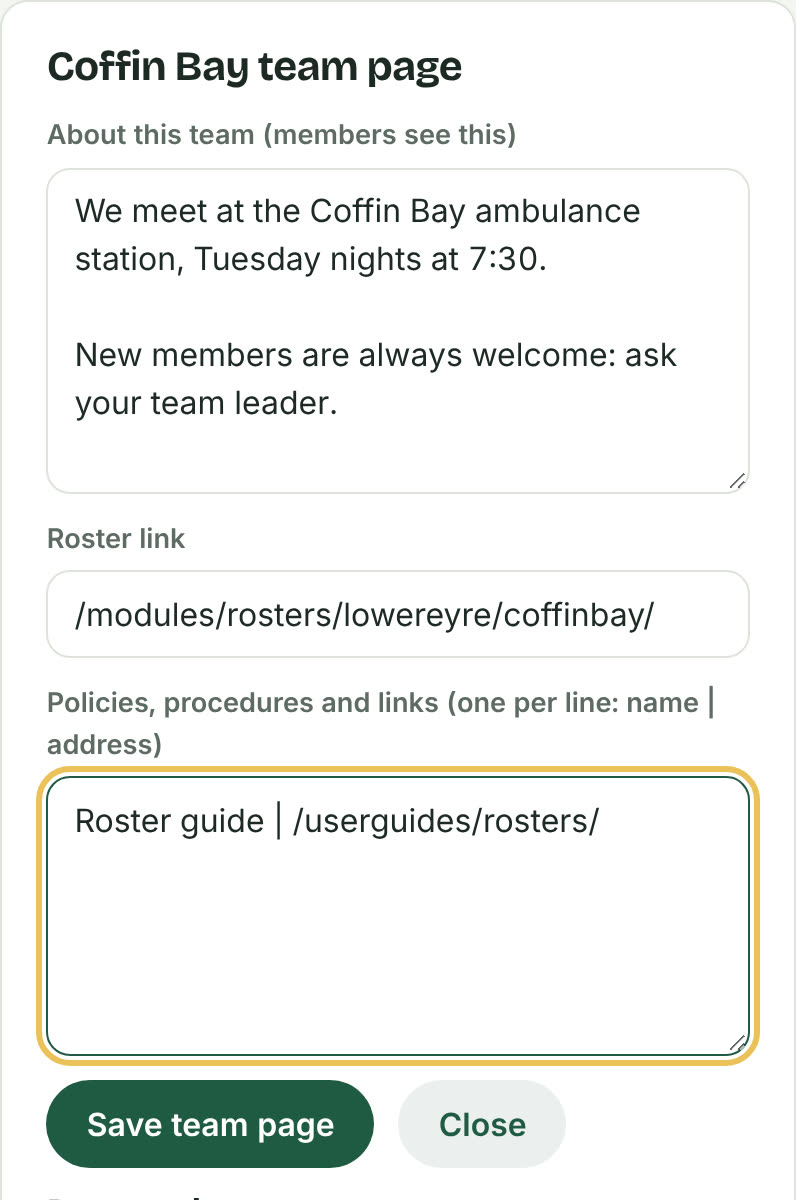 Coffin Bay team page
About this team (members see this)
We meet at the Coffin Bay ambulance
station, Tuesday nights at 7:30.
New members are always welcome: ask
your team leader.
Roster link
/modules/rosters/lowereyre/coffinbay/
Policies, procedures and links (one per line: name |
address)
Roster guide | /userguides/rosters/
Save team page
Close